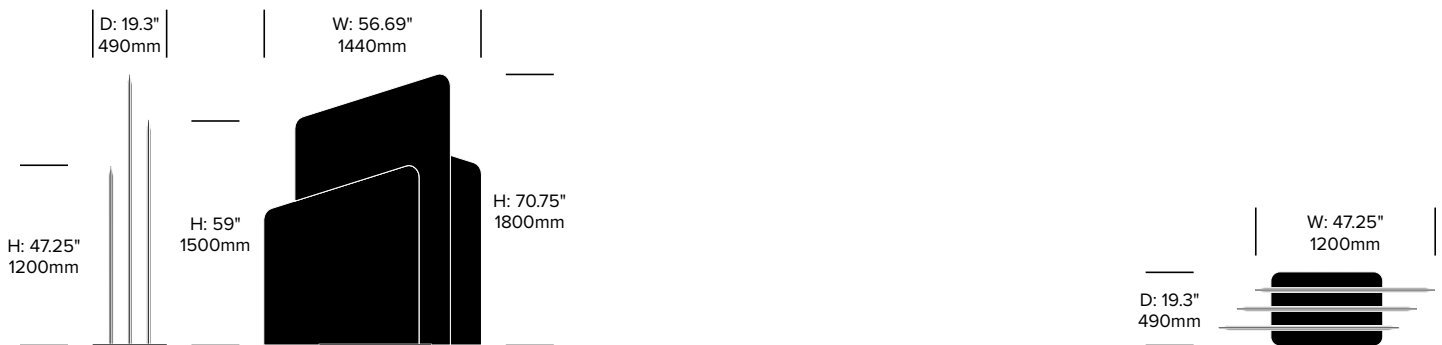 D: 19.3"
490mm
W: 56.69"
1440mm
H: 47.25"
1200mm
H: 59"
1500mm
H: 70.75"
1800mm
W: 47.25"
1200mm
D: 19.3"
490mm